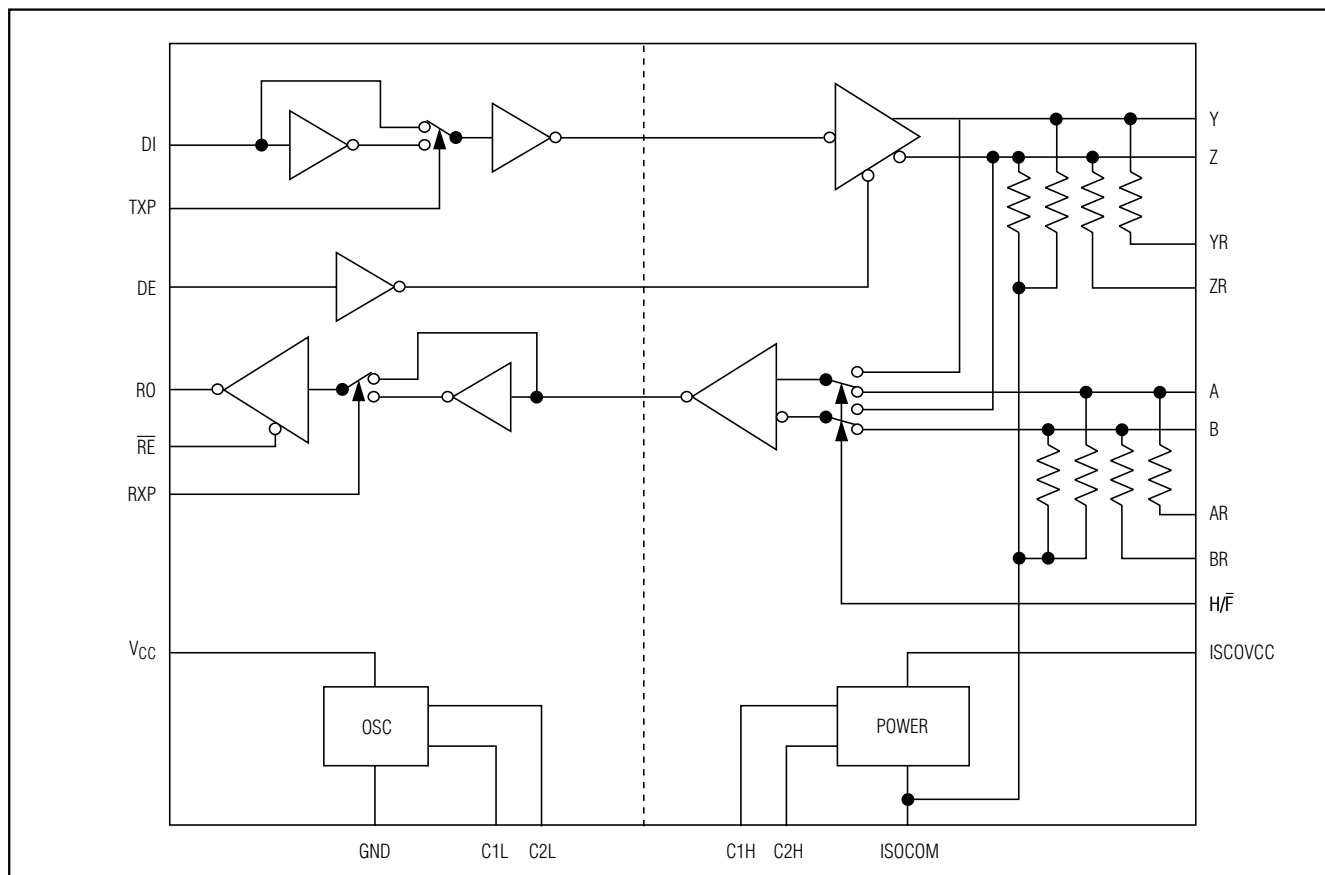 DI
TXP
DE
RO
R̅E̅
RXP
VCC
OSC
GND
C1L
C2L
Y
Z
YR
ZR
A
B
AR
BR
H/F̅
ISCOVCC
POWER
C1H
C2H
ISOCOM